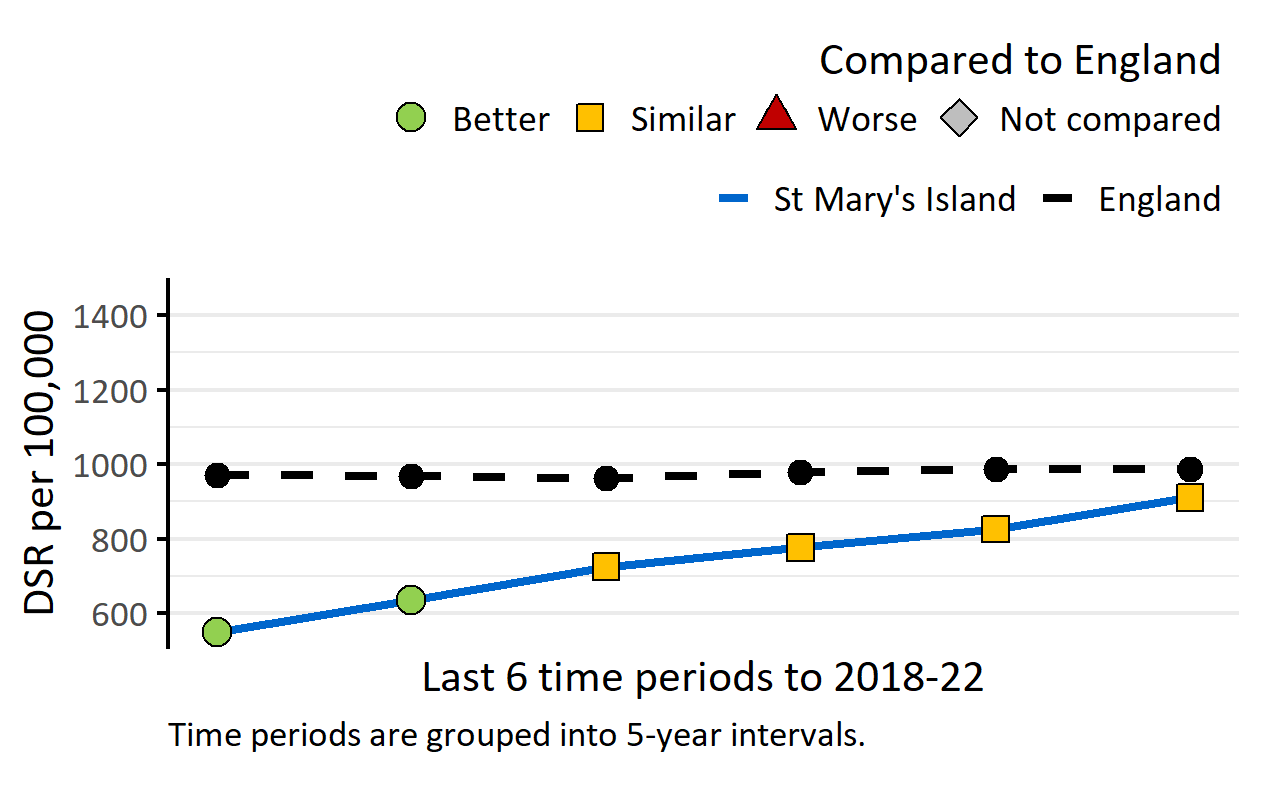 Compared to England
Better Similar Worse Not compared
St Mary's Island England
DSR per 100,000
1400
1200
1000
800
600
Last 6 time periods to 2018-22
Time periods are grouped into 5-year intervals.